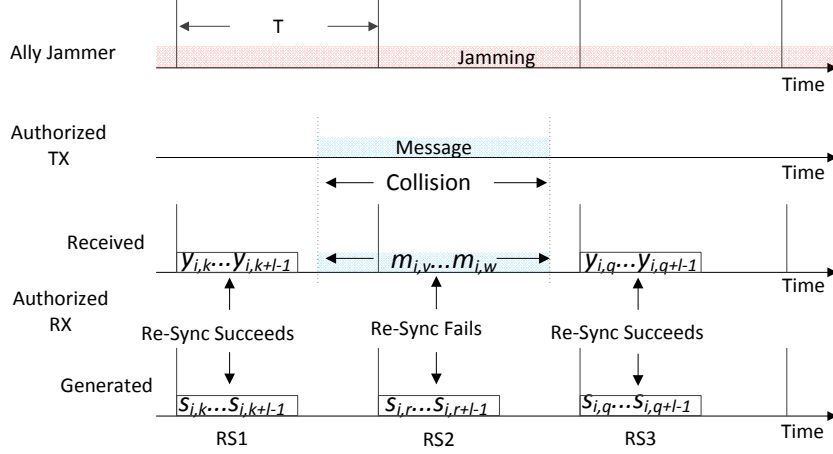 T
Ally Jammer
Jamming
Time
Authorized
TX
Message
Time
Collision
Received
y_{i,k}...y_{i,k+l-1}
m_{i,v}...m_{i,w}
y_{i,q}...y_{i,q+l-1}
Time
Authorized
RX
Re-Sync Succeeds
Re-Sync Fails
Re-Sync Succeeds
Generated
s_{i,k}...s_{i,k+l-1}
s_{i,r}...s_{i,r+l-1}
s_{i,q}...s_{i,q+l-1}
Time
RS1
RS2
RS3